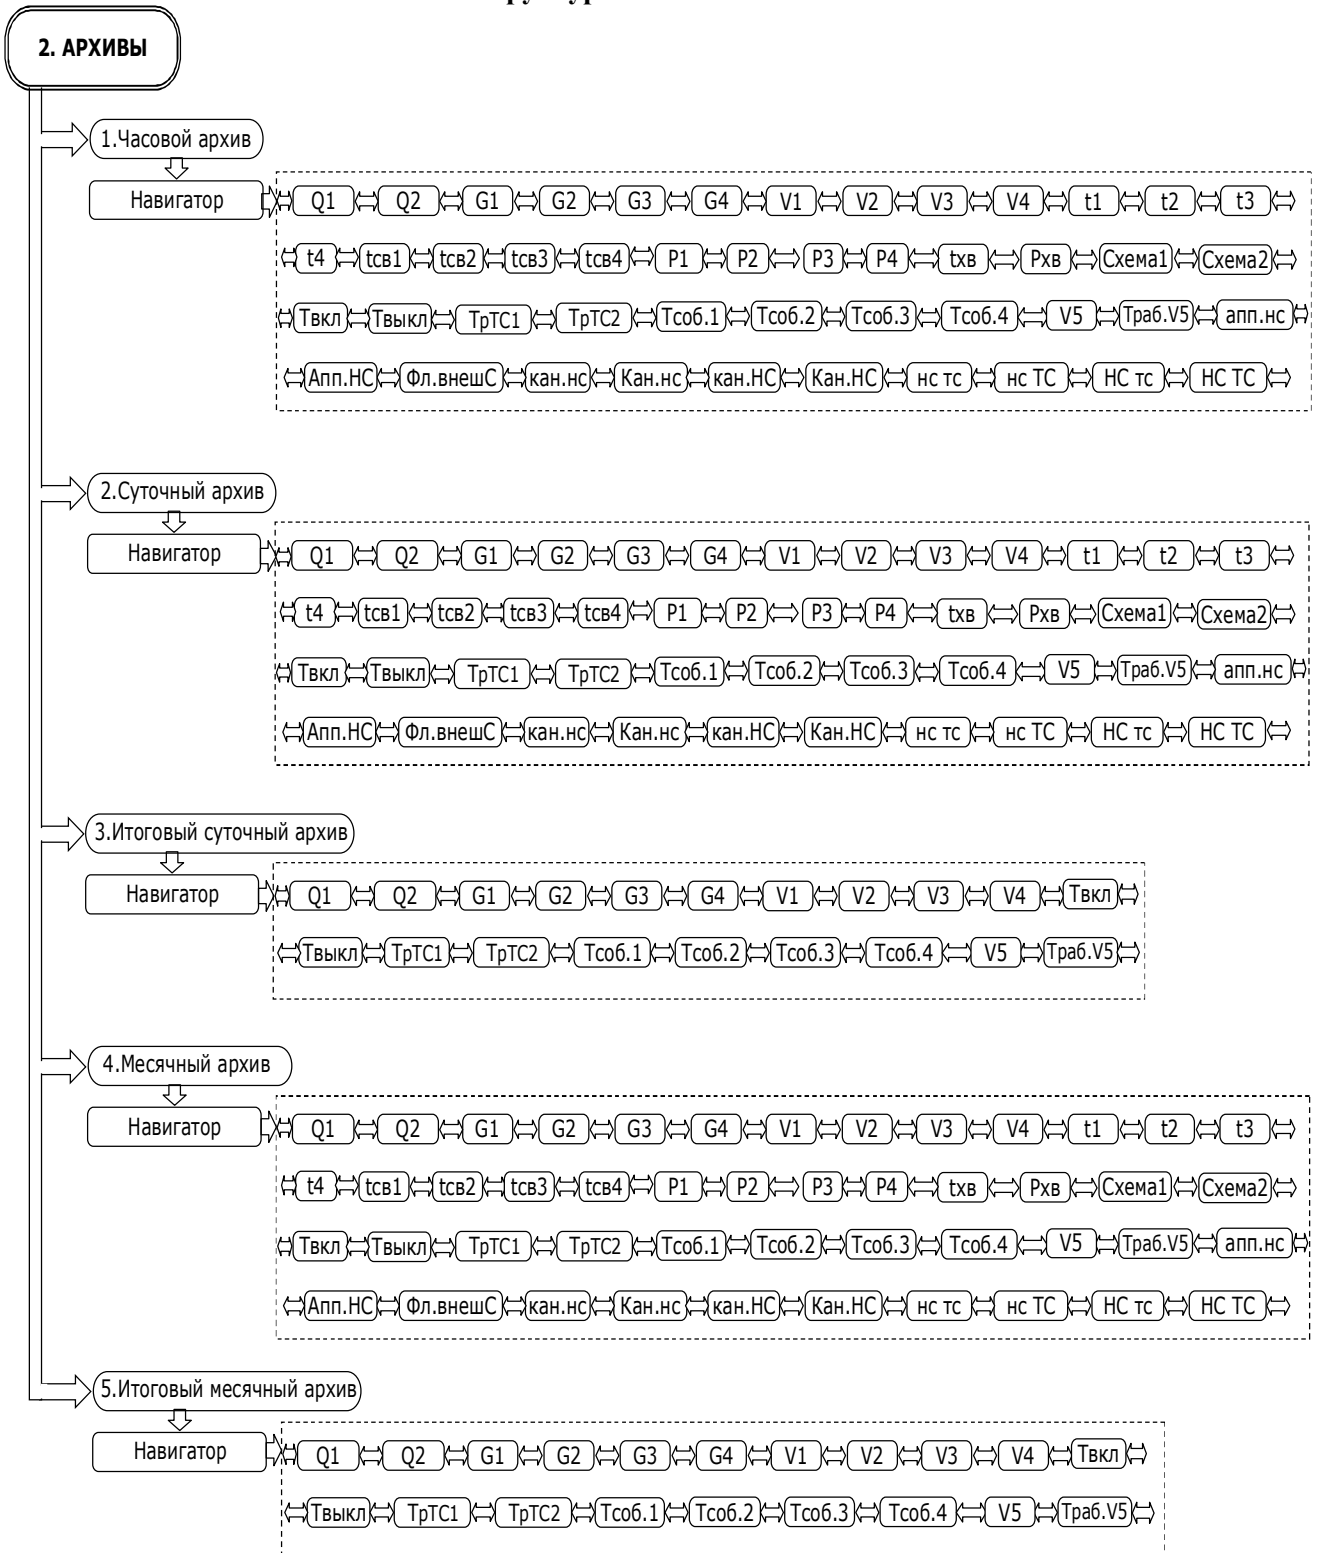 2. АРХИВЫ
1.Часовой архив
Навигатор Q1 Q2 G1 G2 G3 G4 V1 V2 V3 V4 t1 t2 t3
t4 tсв1 tсв2 tсв3 tсв4 P1 P2 P3 P4 tхв Pхв Схема1 Схема2
Твкл Твыкл ТрТС1 ТрТС2 Тсоб.1 Тсоб.2 Тсоб.3 Тсоб.4 V5 Траб.V5 апп.нс
Апп.НС Фл.внешС кан.нс Кан.нс кан.НС Кан.НС нс тс нс ТС НС тс НС ТС
2.Суточный архив
Навигатор Q1 Q2 G1 G2 G3 G4 V1 V2 V3 V4 t1 t2 t3
t4 tсв1 tсв2 tсв3 tсв4 P1 P2 P3 P4 tхв Pхв Схема1 Схема2
Твкл Твыкл ТрТС1 ТрТС2 Тсоб.1 Тсоб.2 Тсоб.3 Тсоб.4 V5 Траб.V5 апп.нс
Апп.НС Фл.внешС кан.нс Кан.нс кан.НС Кан.НС нс тс нс ТС НС тс НС ТС
3.Итоговый суточный архив
Навигатор Q1 Q2 G1 G2 G3 G4 V1 V2 V3 V4 Твкл
Твыкл ТрТС1 ТрТС2 Тсоб.1 Тсоб.2 Тсоб.3 Тсоб.4 V5 Траб.V5
4.Месячный архив
Навигатор Q1 Q2 G1 G2 G3 G4 V1 V2 V3 V4 t1 t2 t3
t4 tсв1 tсв2 tсв3 tсв4 P1 P2 P3 P4 tхв Pхв Схема1 Схема2
Твкл Твыкл ТрТС1 ТрТС2 Тсоб.1 Тсоб.2 Тсоб.3 Тсоб.4 V5 Траб.V5 апп.нс
Апп.НС Фл.внешС кан.нс Кан.нс кан.НС Кан.НС нс тс нс ТС НС тс НС ТС
5.Итоговый месячный архив
Навигатор Q1 Q2 G1 G2 G3 G4 V1 V2 V3 V4 Твкл
Твыкл ТрТС1 ТрТС2 Тсоб.1 Тсоб.2 Тсоб.3 Тсоб.4 V5 Траб.V5